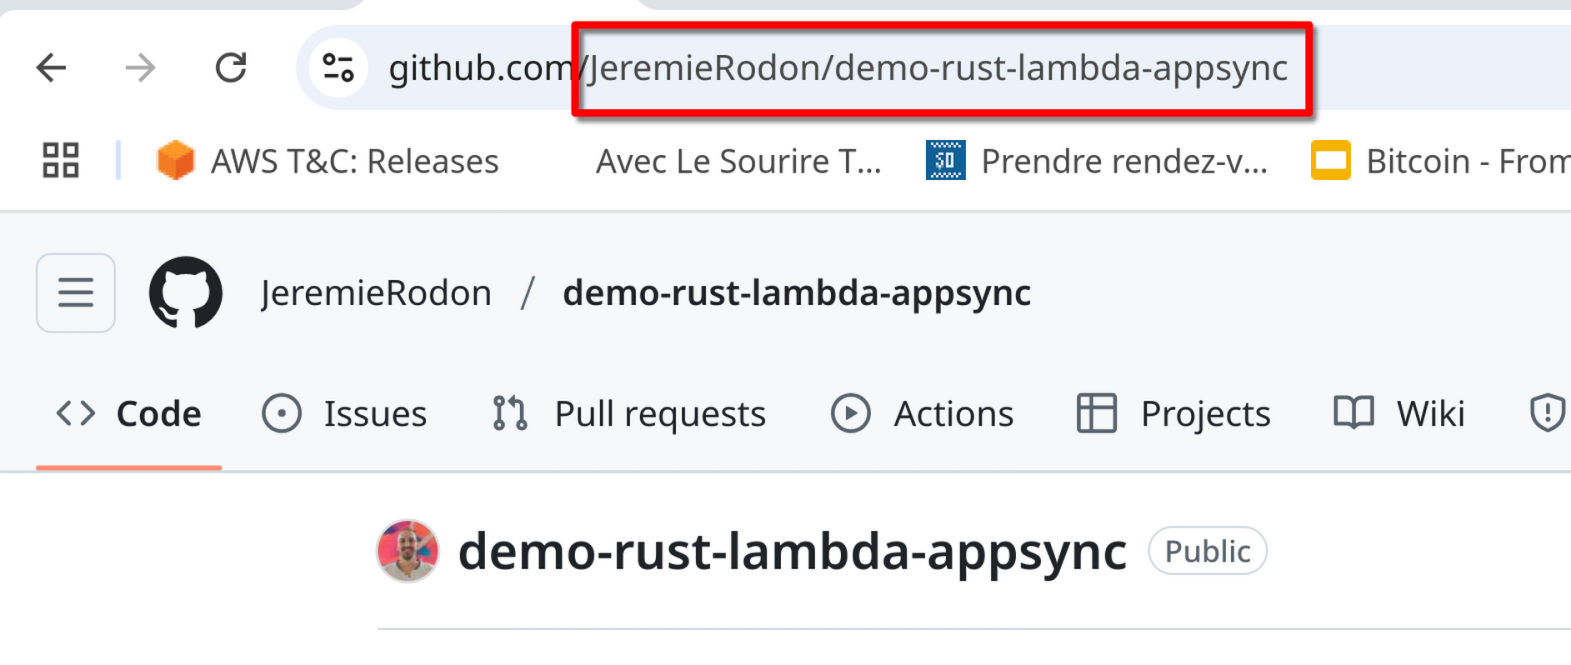 github.com/JeremieRodon/demo-rust-lambda-appsync
AWS T&C: Releases Avec Le Sourire T... Prendre rendez-v... Bitcoin - From
JeremieRodon / demo-rust-lambda-appsync
Code Issues Pull requests Actions Projects Wiki
demo-rust-lambda-appsync Public